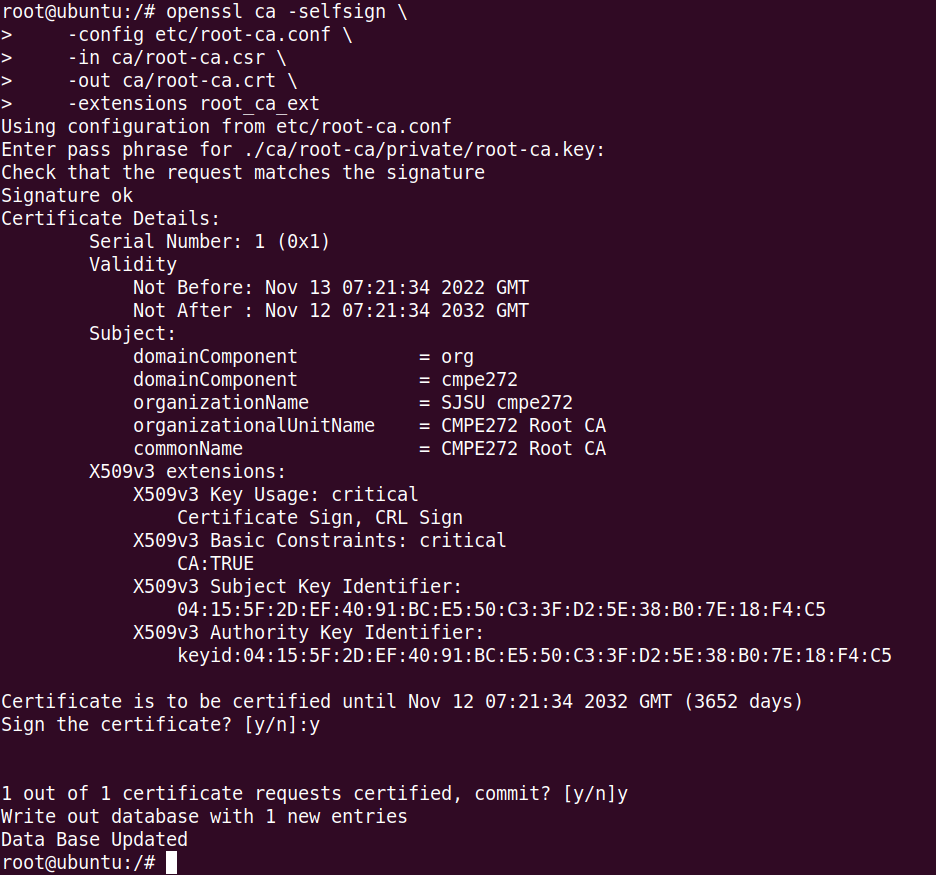 root@ubuntu:/# openssl ca -selfsign \
>     -config etc/root-ca.conf \
>     -in ca/root-ca.csr \
>     -out ca/root-ca.crt \
>     -extensions root_ca_ext
Using configuration from etc/root-ca.conf
Enter pass phrase for ./ca/root-ca/private/root-ca.key:
Check that the request matches the signature
Signature ok
Certificate Details:
        Serial Number: 1 (0x1)
        Validity
            Not Before: Nov 13 07:21:34 2022 GMT
            Not After : Nov 12 07:21:34 2032 GMT
        Subject:
            domainComponent           = org
            domainComponent           = cmpe272
            organizationName          = SJSU cmpe272
            organizationalUnitName    = CMPE272 Root CA
            commonName                = CMPE272 Root CA
        X509v3 extensions:
            X509v3 Key Usage: critical
                Certificate Sign, CRL Sign
            X509v3 Basic Constraints: critical
                CA:TRUE
            X509v3 Subject Key Identifier:
                04:15:5F:2D:EF:40:91:BC:E5:50:C3:3F:D2:5E:38:B0:7E:18:F4:C5
            X509v3 Authority Key Identifier:
                keyid:04:15:5F:2D:EF:40:91:BC:E5:50:C3:3F:D2:5E:38:B0:7E:18:F4:C5

Certificate is to be certified until Nov 12 07:21:34 2032 GMT (3652 days)
Sign the certificate? [y/n]:y


1 out of 1 certificate requests certified, commit? [y/n]y
Write out database with 1 new entries
Data Base Updated
root@ubuntu:/#